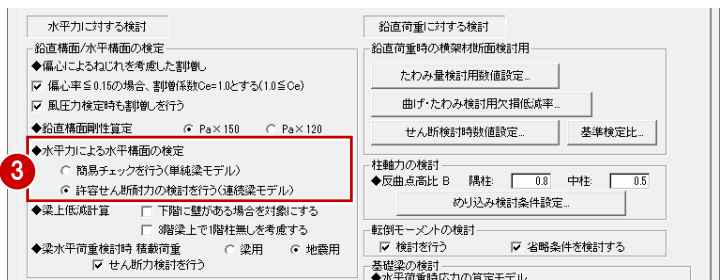 水平力に対する検討
鉛直構面/水平構面の検定
◆偏心によるねじれを考慮した割増し
偏心率≦0.15の場合、割増係数Ce=1.0とする(1.0≦Ce)
風圧力検定時も割増しを行う
◆鉛直構面剛性算定 Pa×150 Pa×120
3
◆水平力による水平構面の検定
簡易チェックを行う(単純梁モデル)
許容せん断耐力の検討を行う(連続梁モデル)
◆梁上低減計算 下階に壁がある場合を対象にする
3階梁上で1階柱無しを考慮する
◆梁水平荷重検討時 積載荷重 梁用 地震用
せん断力検討を行う
鉛直荷重に対する検討
鉛直荷重時の横架材断面検討用
たわみ量検討用数値設定...
曲げ・たわみ検討用欠損低減率...
せん断検討時数値設定... 基準検定比...
柱軸力の検討
◆反曲点高比 B 隅柱: 0.8 中柱: 0.5
めり込み検討条件設定...
転倒モーメントの検討
検討を行う 省略条件を検討する
基礎梁の検討
◆水平荷重時応力の算定モデル